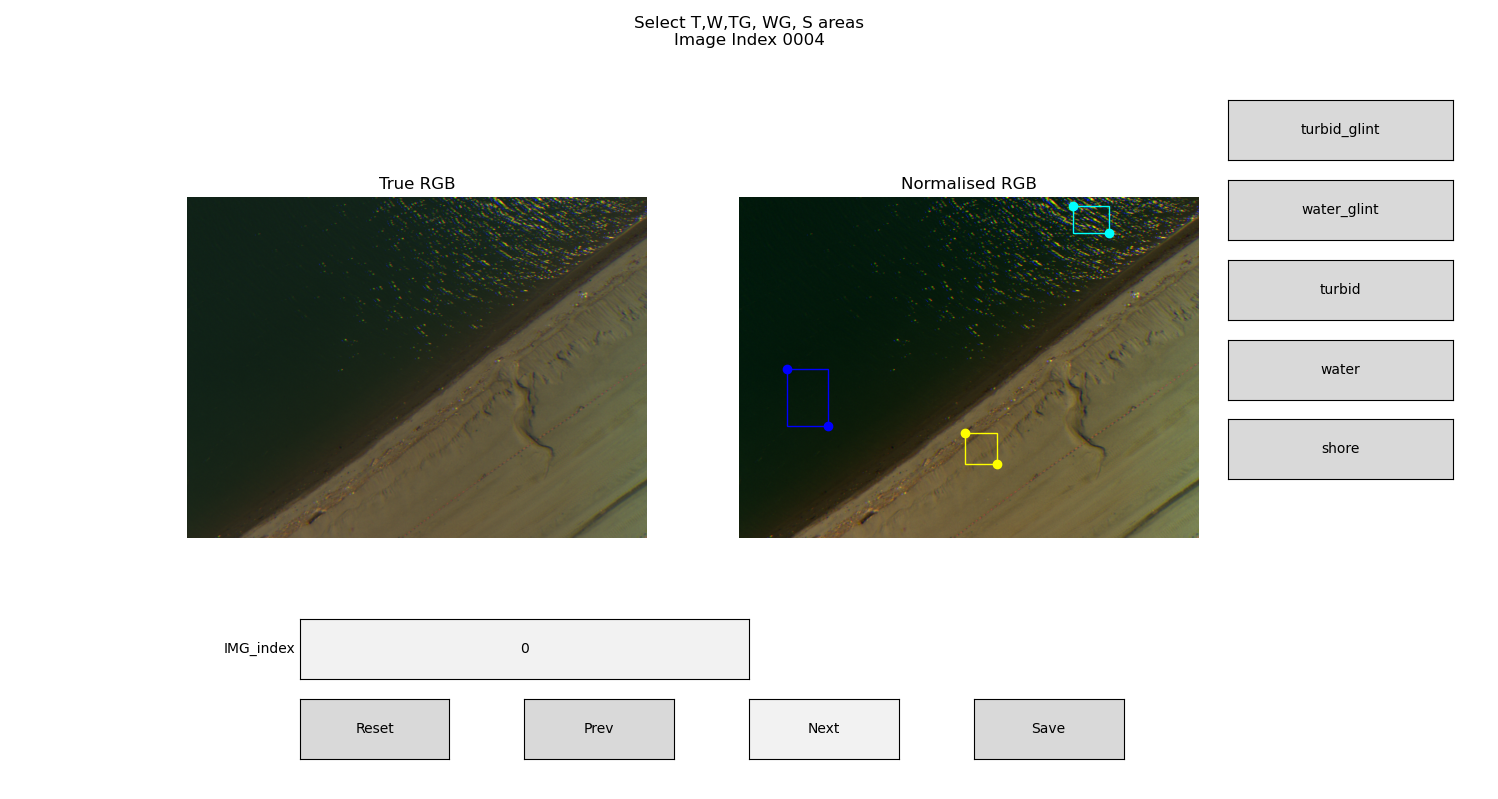 Select T,W,TG, WG, S areas
Image Index 0004
True RGB
Normalised RGB
turbid_glint
water_glint
turbid
water
shore
IMG_index
0
Reset
Prev
Next
Save